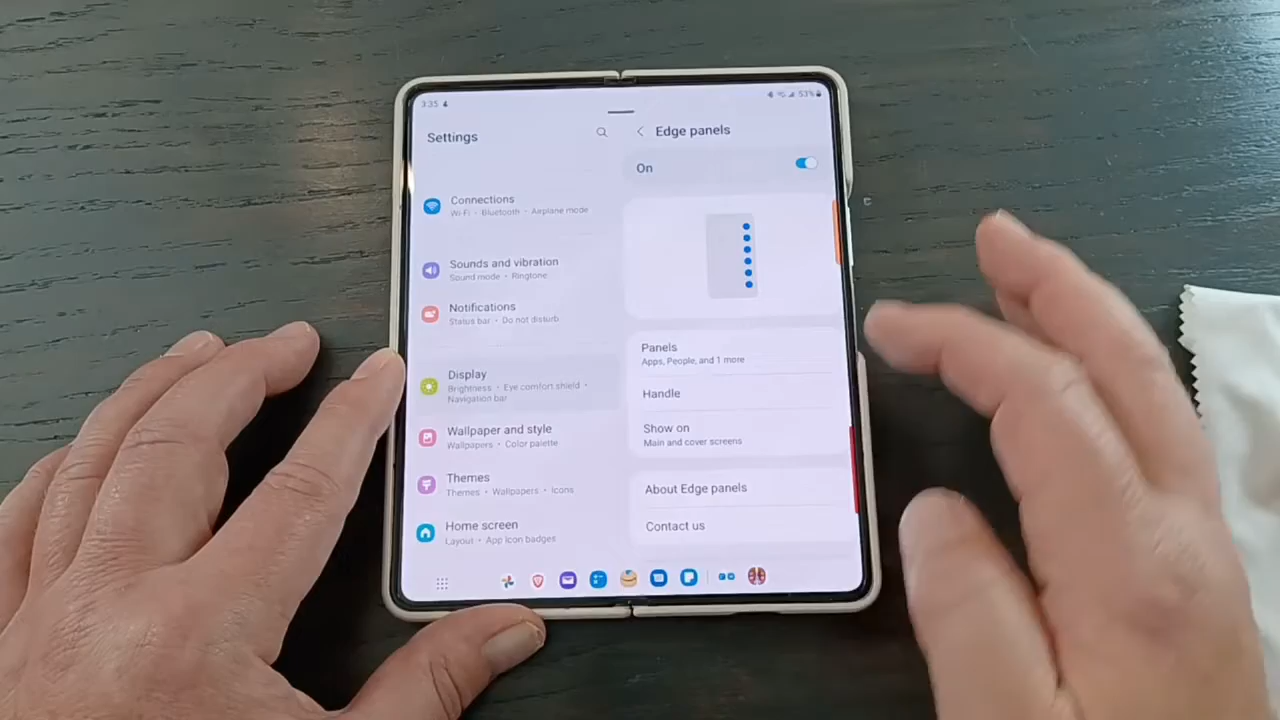 3:35
53%
Settings
Edge panels
On
Connections
Wi-Fi • Bluetooth • Airplane mode
Sounds and vibration
Sound mode • Ringtone
Notifications
Status bar • Do not disturb
Display
Brightness • Eye comfort shield •
Navigation bar
Wallpaper and style
Wallpapers • Color palette
Themes
Themes • Wallpapers • Icons
Home screen
Layout • App icon badges
Panels
Apps, People, and 1 more
Handle
Show on
Main and cover screens
About Edge panels
Contact us